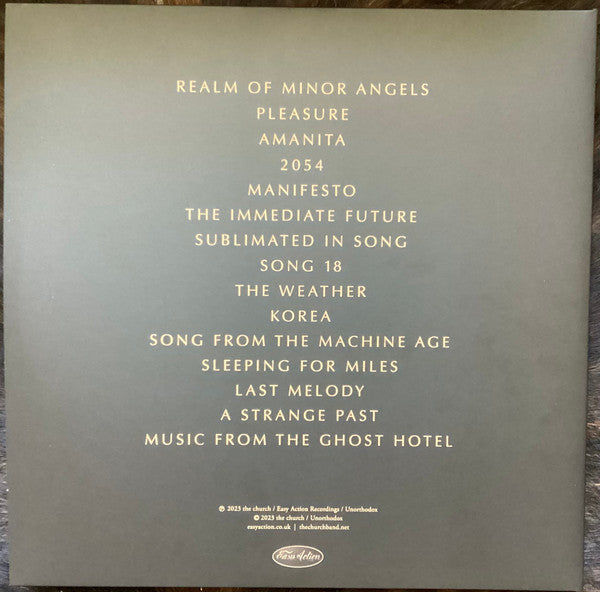 REALM OF MINOR ANGELS
PLEASURE
AMANITA
2054
MANIFESTO
THE IMMEDIATE FUTURE
SUBLIMATED IN SONG
SONG 18
THE WEATHER
KOREA
SONG FROM THE MACHINE AGE
SLEEPING FOR MILES
LAST MELODY
A STRANGE PAST
MUSIC FROM THE GHOST HOTEL
℗ 2023 the church / Easy Action Recordings / Unorthodox
© 2023 the church / Unorthodox
easyaction.co.uk | thechurchband.net
Easy Action